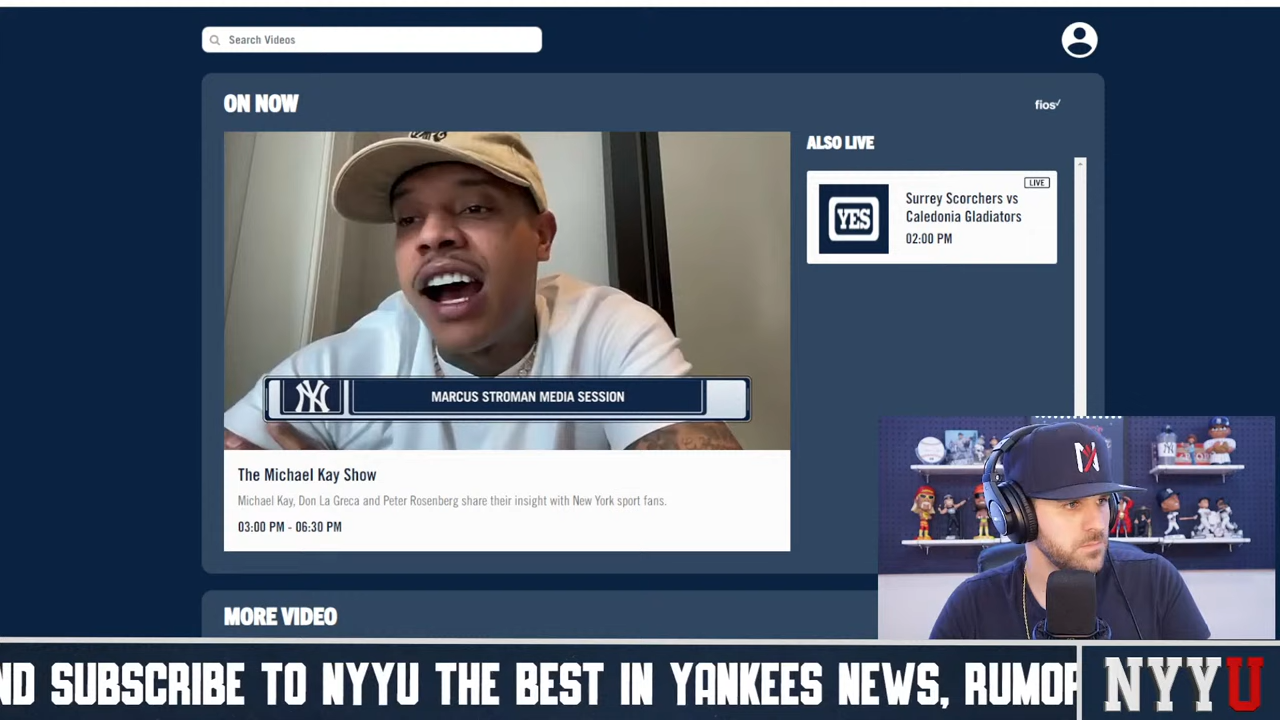 Search Videos
ON NOW
fios
ALSO LIVE
LIVE
Surrey Scorchers vs
Caledonia Gladiators
02:00 PM
YES
NY
MARCUS STROMAN MEDIA SESSION
The Michael Kay Show
Michael Kay, Don La Greca and Peter Rosenberg share their insight with New York sport fans.
03:00 PM - 06:30 PM
MORE VIDEO
ND SUBSCRIBE TO NYYU THE BEST IN YANKEES NEWS, RUMOR
NYYU